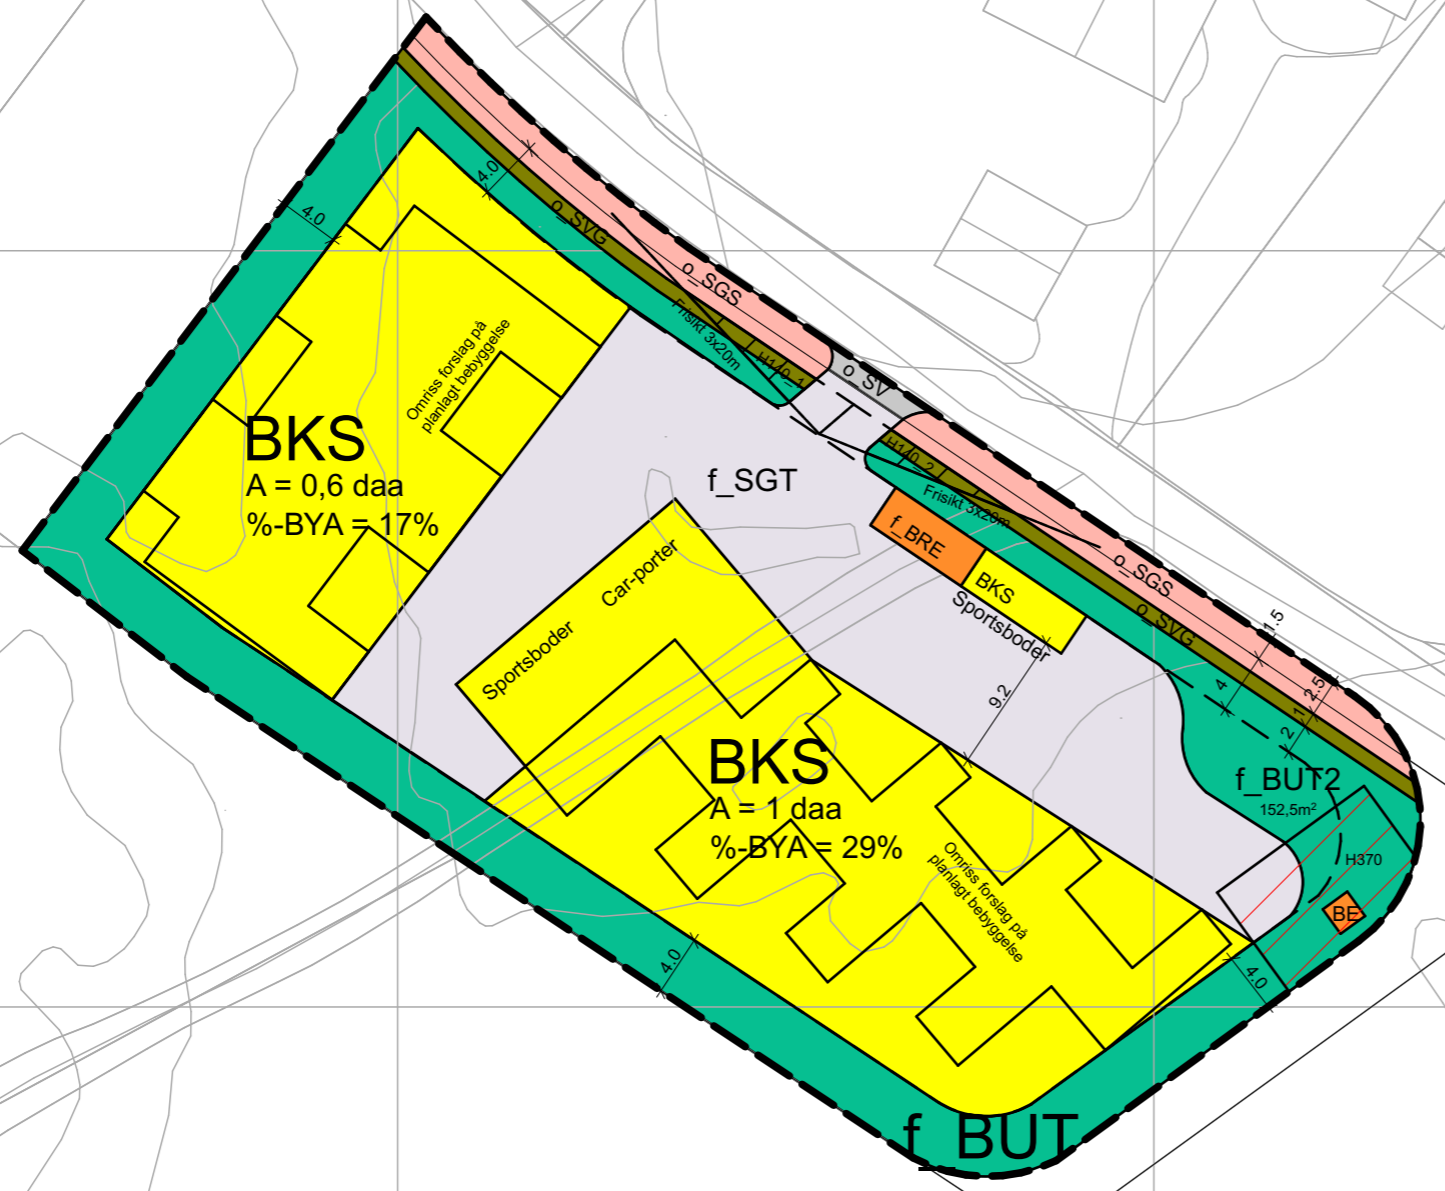 4.0
4.0
o_SVG
o_SGS
Frisikt 3x20m
H140_1
o_SV
Omriss forslag på
planlagt bebyggelse
BKS
A = 0,6 daa
%-BYA = 17%
f_SGT
H140_2
Frisikt 3x20m
f_BRE
BKS
Sportsboder
o_SGS
o_SVG
1.5
Car-porter
Sportsboder
9.2
4
2.5
1
2
BKS
A = 1 daa
%-BYA = 29%
f_BUT2
152,5m²
H370
BE
Omriss forslag på
planlagt bebyggelse
4.0
4.0
f_BUT